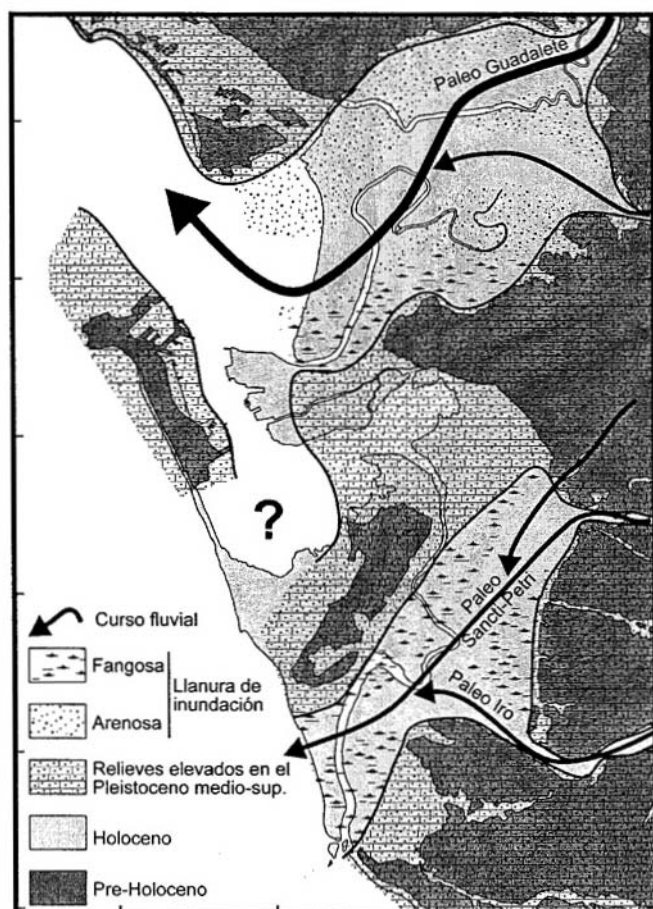 Paleo Guadalete
?
Paleo
Sancti-Petri
Paleo Iro
Curso fluvial
Fangosa
Llanura de
inundación
Arenosa
Relieves elevados en el
Pleistoceno medio-sup.
Holoceno
Pre-Holoceno